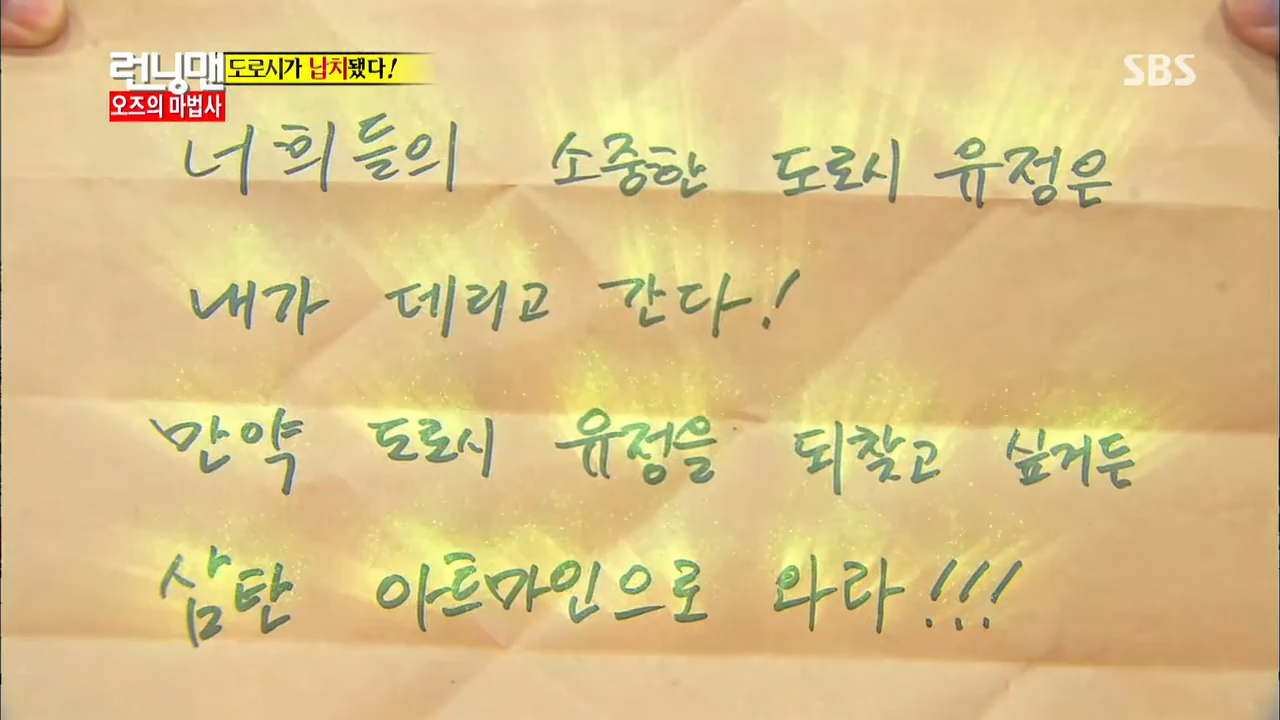 런닝맨 도로시가 납치됐다!
오즈의 마법사
SBS
너희들의 소중한 도로시 유정은
내가 데리고 간다!
만약 도로시 유정을 되찾고 싶거든
삼탄 아트마인으로 와라!!!